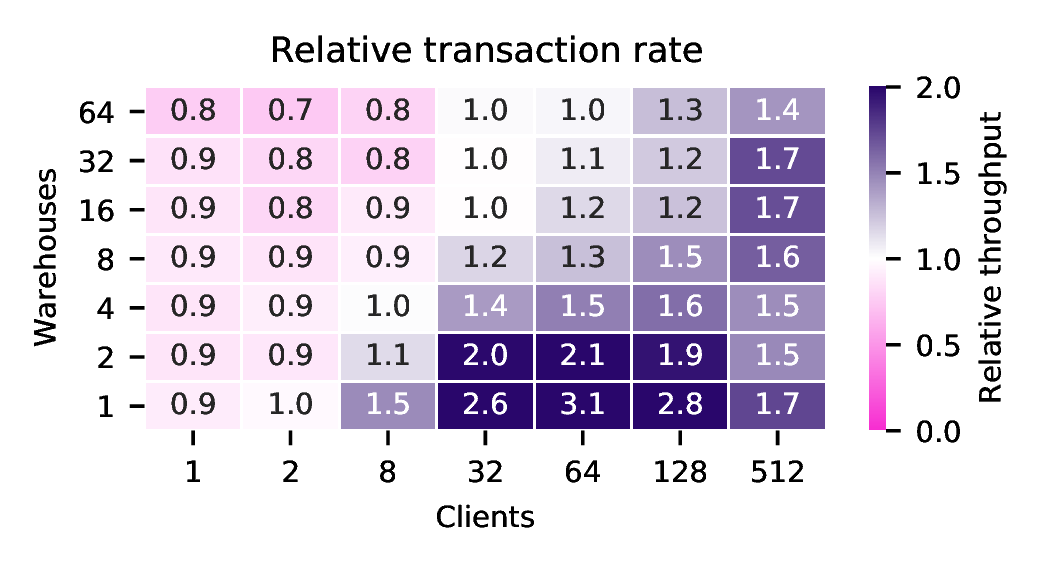 Relative transaction rate
64 0.8 0.7 0.8 1.0 1.0 1.3 1.4
32 0.9 0.8 0.8 1.0 1.1 1.2 1.7
16 0.9 0.8 0.9 1.0 1.2 1.2 1.7
8 0.9 0.9 0.9 1.2 1.3 1.5 1.6
4 0.9 0.9 1.0 1.4 1.5 1.6 1.5
2 0.9 0.9 1.1 2.0 2.1 1.9 1.5
1 0.9 1.0 1.5 2.6 3.1 2.8 1.7
1 2 8 32 64 128 512
Clients
Warehouses
2.0
1.5
1.0
0.5
0.0
Relative throughput